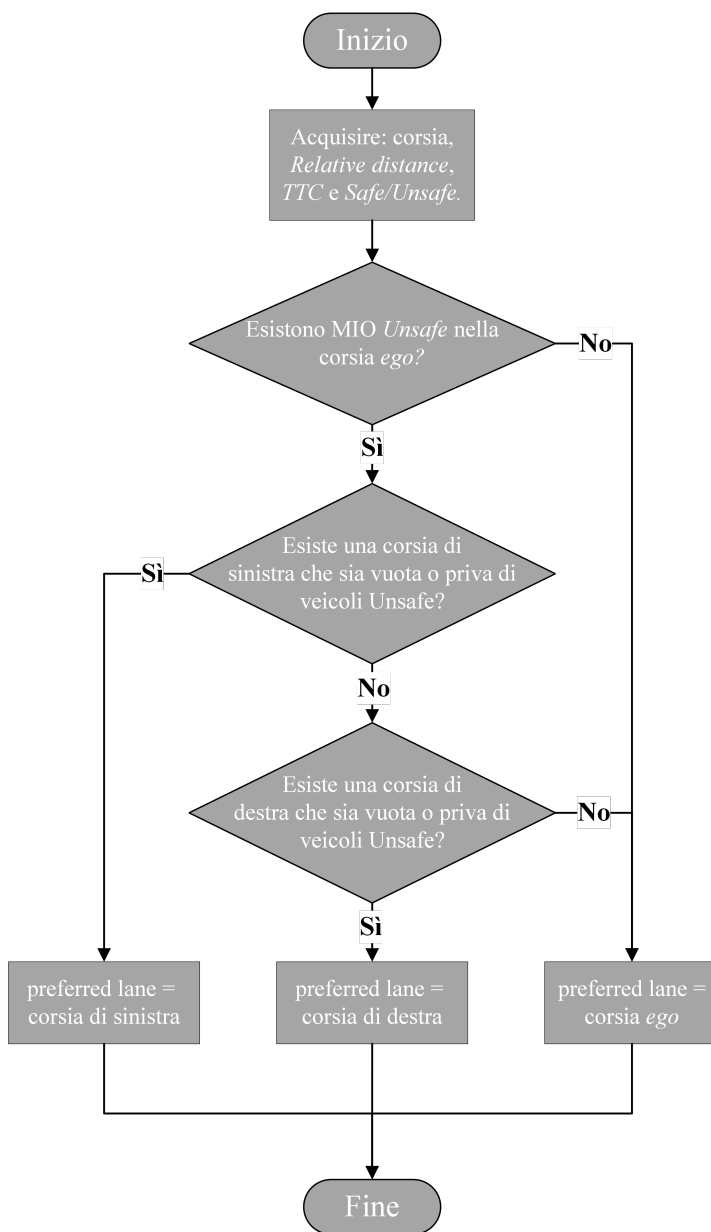 Inizio
Acquisire: corsia,
Relative distance,
TTC e Safe/Unsafe.
Esistono MIO Unsafe nella
corsia ego?
No
Sì
Esiste una corsia di
sinistra che sia vuota o priva di
veicoli Unsafe?
Sì
No
Esiste una corsia di
destra che sia vuota o priva di
veicoli Unsafe?
No
Sì
preferred lane =
corsia di sinistra
preferred lane =
corsia di destra
preferred lane =
corsia ego
Fine